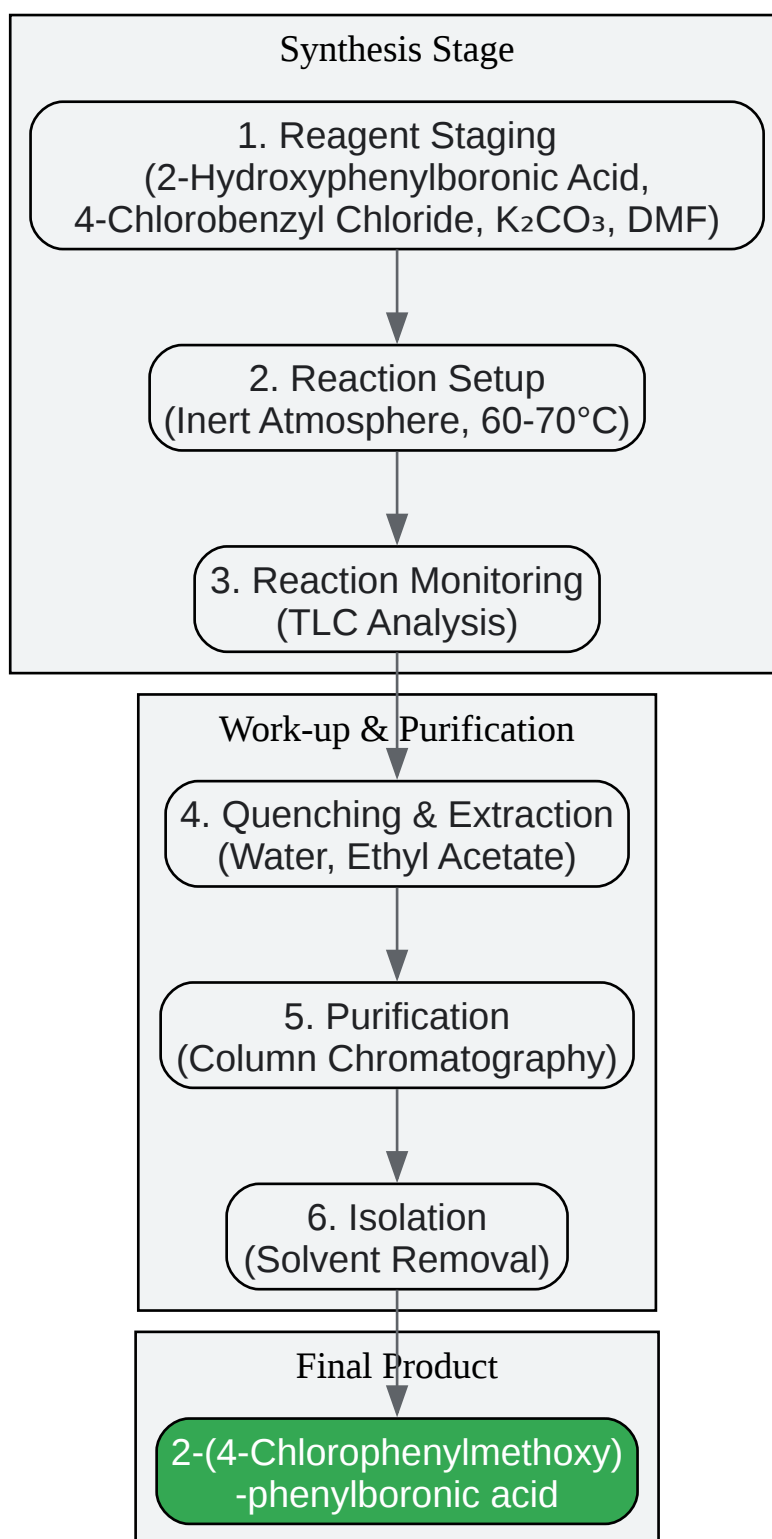 Synthesis Stage
1. Reagent Staging
(2-Hydroxyphenylboronic Acid,
4-Chlorobenzyl Chloride, K₂CO₃, DMF)
2. Reaction Setup
(Inert Atmosphere, 60-70°C)
3. Reaction Monitoring
(TLC Analysis)
Work-up & Purification
4. Quenching & Extraction
(Water, Ethyl Acetate)
5. Purification
(Column Chromatography)
6. Isolation
(Solvent Removal)
Final Product
2-(4-Chlorophenylmethoxy)
-phenylboronic acid